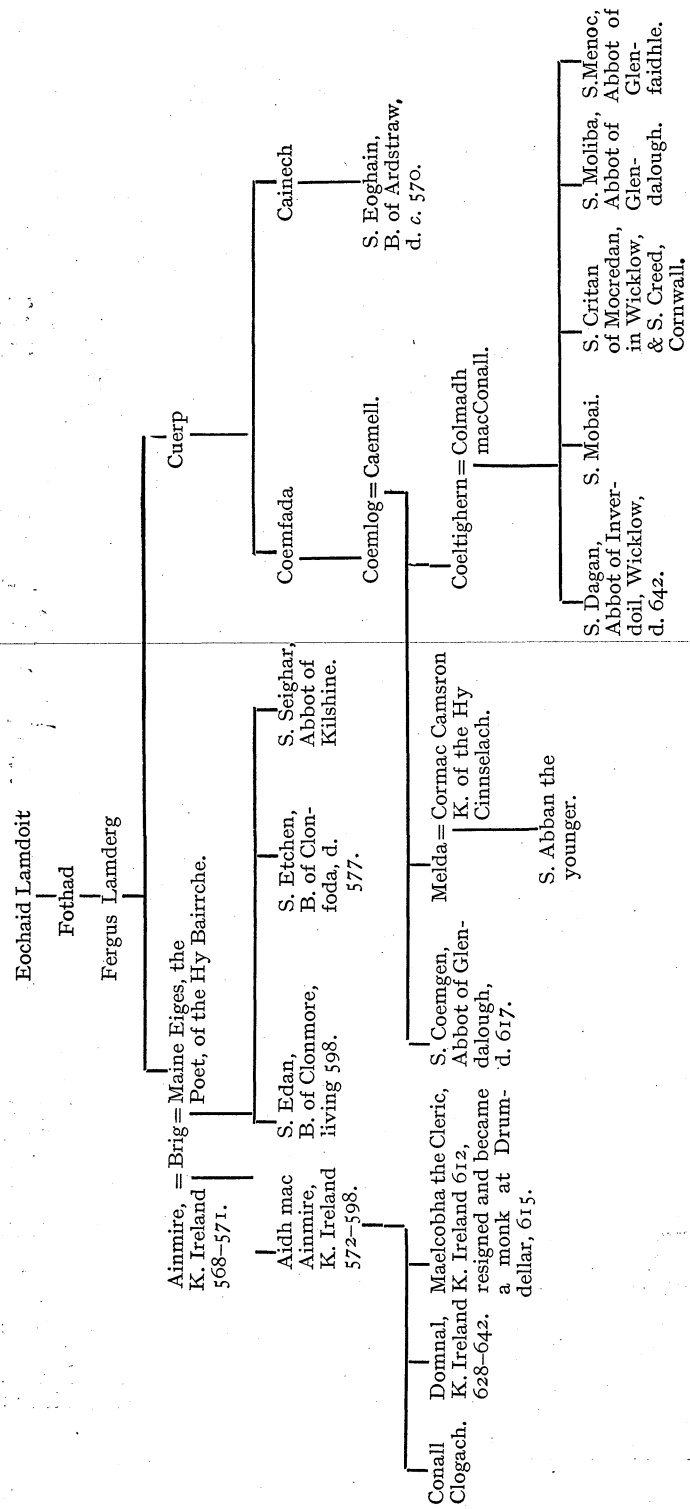 Eochaid Lamdoit
Fothad
Fergus Lamderg
Ainmire, = Brig = Maine Eiges, the
K. Ireland
568–571.
Poet, of the Hy Bairrche.
Cuerp
Aidh mac
Ainmire,
K. Ireland
572–598.
S. Edan,
B. of Clonmore,
living 598.
S. Etchen,
B. of Clon-
foda, d.
577.
S. Seighar,
Abbot of
Kilshine.
Coemfada
Cainech
Coemlog = Caemell.
S. Eoghain,
B. of Ardstraw,
d. c. 570.
Conall
Clogach.
Domnal,
K. Ireland
628–642.
Maelcobha the Cleric,
K. Ireland 612,
resigned and became
a monk at Drum-
dellar, 615.
S. Coemgen,
Abbot of Glen-
dalough,
d. 617.
Melda = Cormac Camsron
K. of the Hy
Cinnselach.
Coeltighern = Colmadh
macConall.
S. Abban the
younger.
S. Dagan,
Abbot of Inver-
doil, Wicklow,
d. 642.
S. Mobai.
S. Critan
of Mocredan,
in Wicklow,
& S. Creed,
Cornwall.
S. Moliba,
Abbot of
Glen-
dalough.
S. Menoc,
Abbot of
Glen-
faidhle.